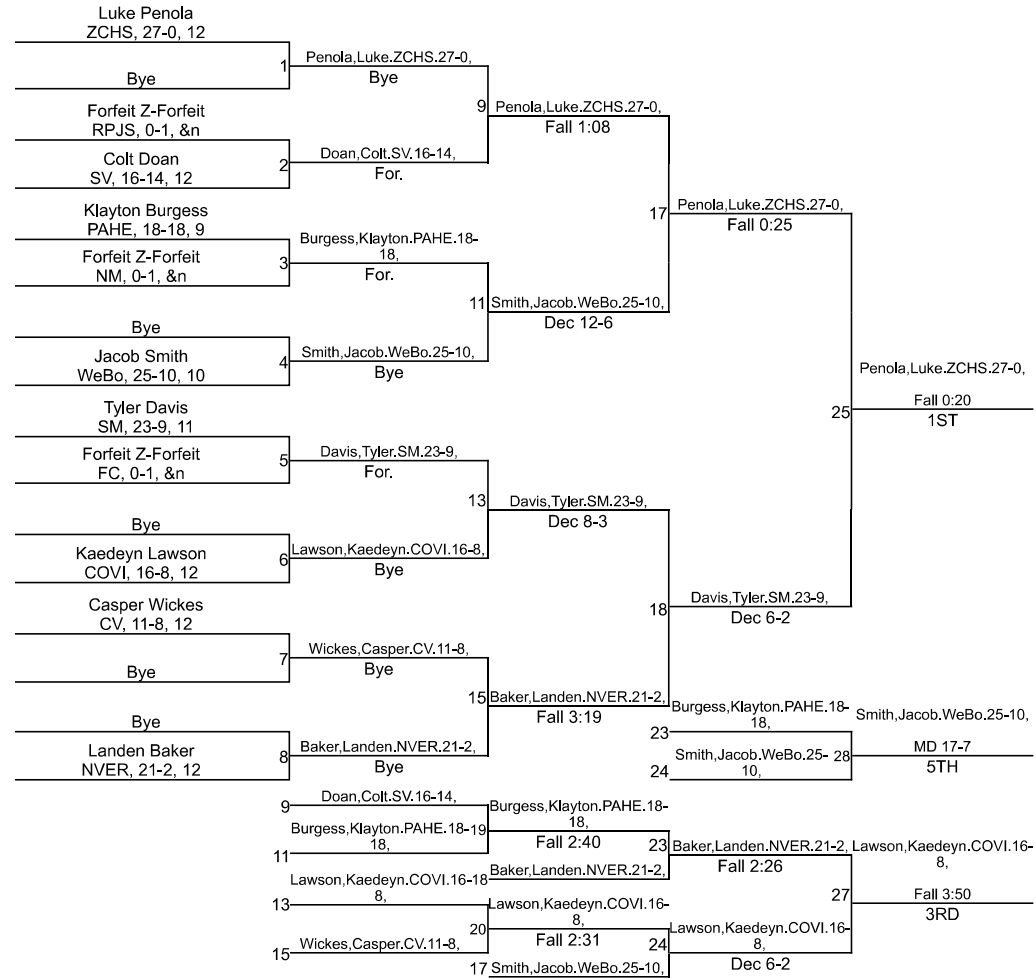 Luke Penola
ZCHS, 27-0, 12
Bye
1
Penola,Luke.ZCHS.27-0,
Bye
Forfeit Z-Forfeit
RPJS, 0-1, &n
Colt Doan
SV, 16-14, 12
2
Doan,Colt.SV.16-14,
For.
9
Penola,Luke.ZCHS.27-0,
Fall 1:08
Klayton Burgess
PAHE, 18-18, 9
Forfeit Z-Forfeit
NM, 0-1, &n
3
Burgess,Klayton.PAHE.18-
18,
For.
Bye
Jacob Smith
WeBo, 25-10, 10
4
Smith,Jacob.WeBo.25-10,
Bye
11
Smith,Jacob.WeBo.25-10,
Dec 12-6
17
Penola,Luke.ZCHS.27-0,
Fall 0:25
Tyler Davis
SM, 23-9, 11
Forfeit Z-Forfeit
FC, 0-1, &n
5
Davis,Tyler.SM.23-9,
For.
Bye
Kaedeyn Lawson
COVI, 16-8, 12
6
Lawson,Kaedeyn.COVI.16-8,
Bye
13
Davis,Tyler.SM.23-9,
Dec 8-3
Casper Wickes
CV, 11-8, 12
Bye
7
Wickes,Casper.CV.11-8,
Bye
Bye
Landen Baker
NVER, 21-2, 12
8
Baker,Landen.NVER.21-2,
Bye
15
Baker,Landen.NVER.21-2,
Fall 3:19
18
Davis,Tyler.SM.23-9,
Dec 6-2
25
Penola,Luke.ZCHS.27-0,
Fall 0:20
1ST
23
Burgess,Klayton.PAHE.18-
18,
24
Smith,Jacob.WeBo.25-
10,
28
Smith,Jacob.WeBo.25-10,
MD 17-7
5TH
9
Doan,Colt.SV.16-14,
11
Burgess,Klayton.PAHE.18-
18,
19
Burgess,Klayton.PAHE.18-
18,
Fall 2:40
18
Baker,Landen.NVER.21-2,
23
Baker,Landen.NVER.21-2,
Fall 2:26
13
Lawson,Kaedeyn.COVI.16-
8,
15
Wickes,Casper.CV.11-8,
20
Lawson,Kaedeyn.COVI.16-
8,
Fall 2:31
17
Smith,Jacob.WeBo.25-10,
24
Lawson,Kaedeyn.COVI.16-
8,
Dec 6-2
27
Lawson,Kaedeyn.COVI.16-
8,
Fall 3:50
3RD